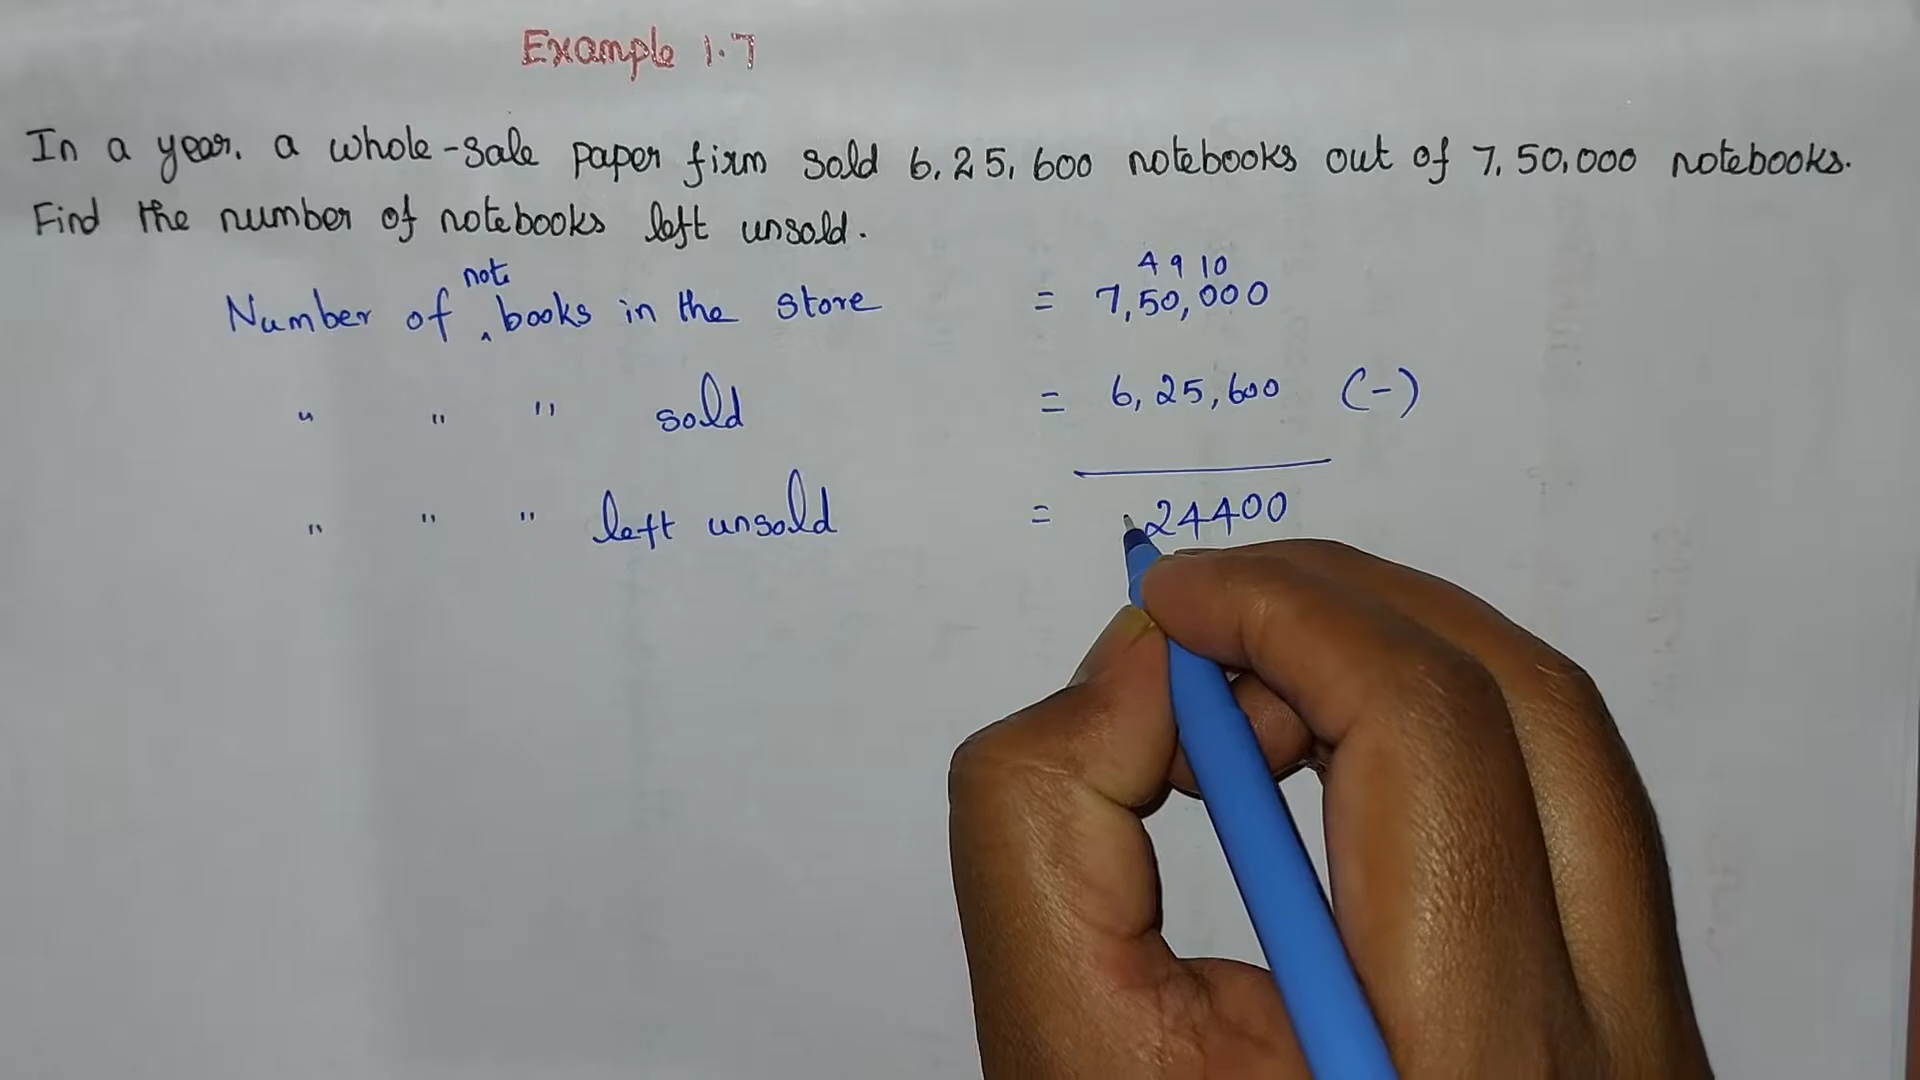 Example 1.7
In a year, a whole-sale paper firm sold 6,25,600 notebooks out of 7,50,000 notebooks.
Find the number of notebooks left unsold.
note
4 9 10
Number of ‸ books in the store = 7,50,000
" " " sold = 6,25,600 (-)
" " " left unsold = 24400